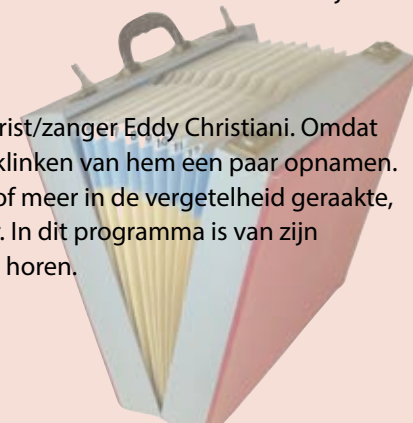 rist/zanger Eddy Christiani. Omdat
klinken van hem een paar opnamen.
of meer in de vergetelheid geraakte,
. In dit programma is van zijn
horen.